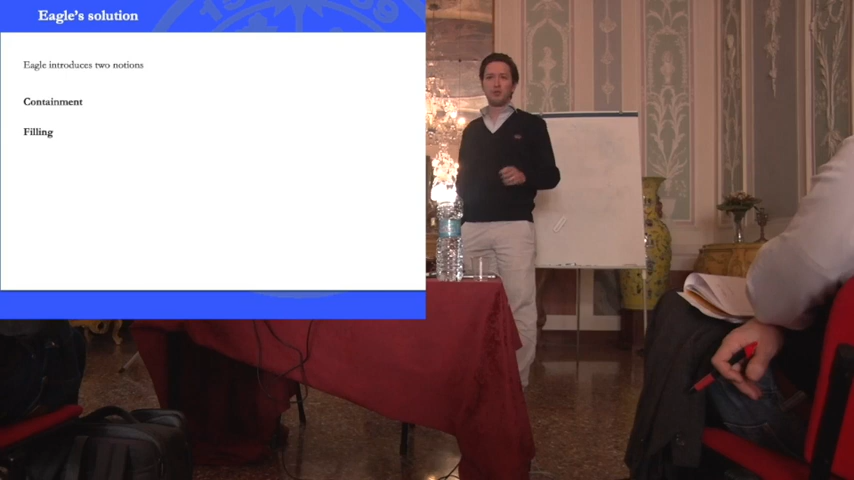 Eagle's solution
Eagle introduces two notions
Containment
Filling